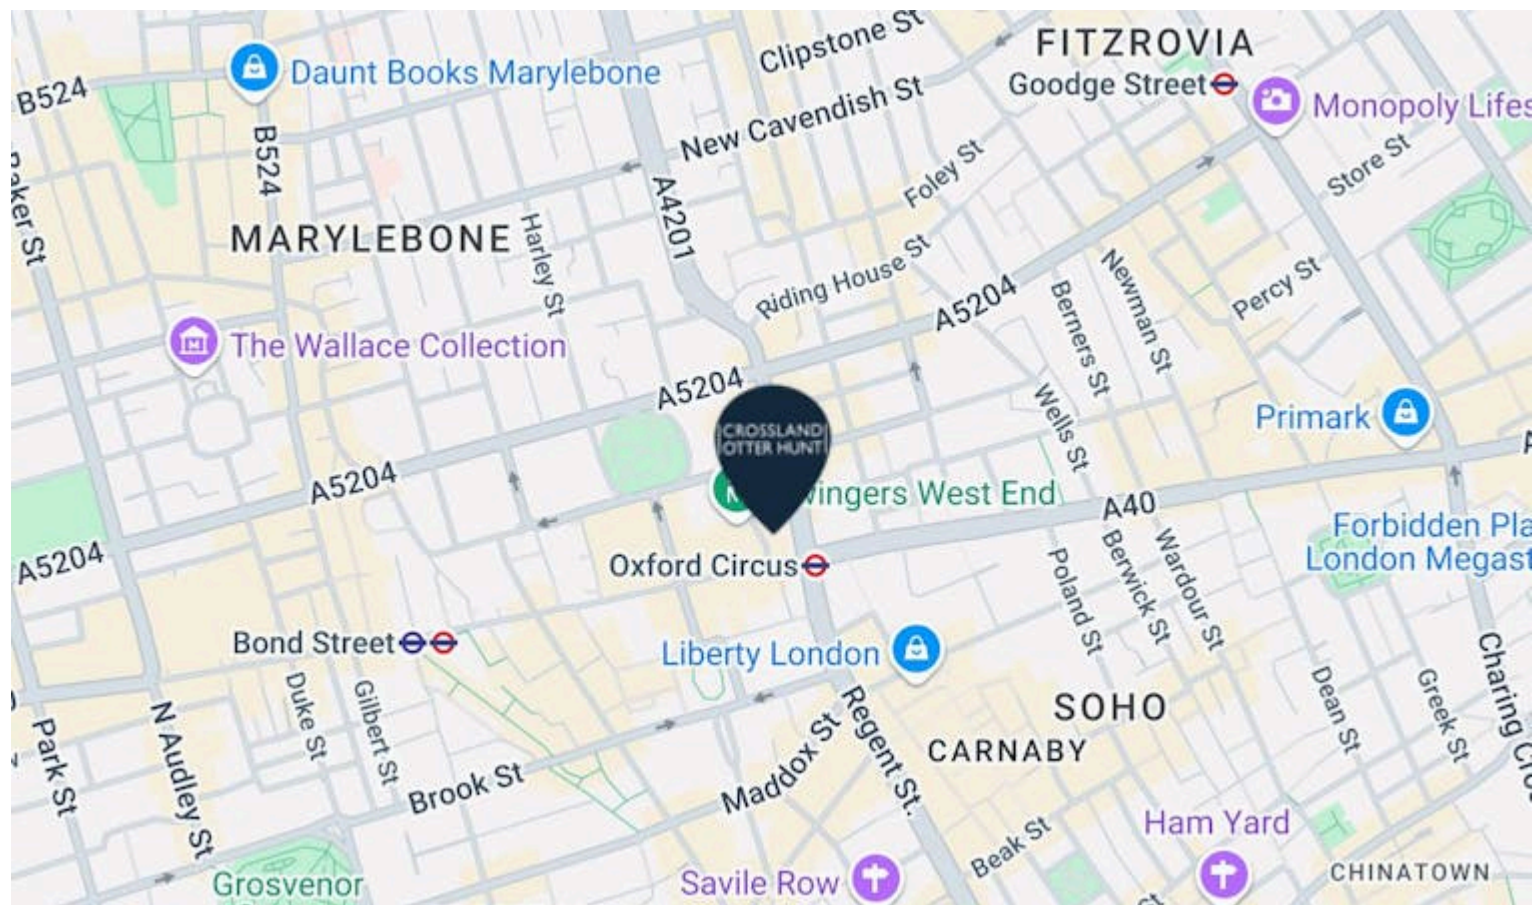 Clipstone St
FITZROVIA
Goodge Street
Daunt Books Marylebone
B524
Monopoly Lifes
New Cavendish St
B524
Store St
Foley St
Baker St
A4201
MARYLEBONE
Harley St
Riding House St
Newman St
Percy St
Berners St
A5204
The Wallace Collection
A5204
Wells St
Primark
CROSSLAND
OTTER HUNT
A5204
wingers West End
A40
Forbidden Pla
London Megast
A5204
Oxford Circus
Poland St
Berwick St
Wardour St
Bond Street
Liberty London
Duke St
Gilbert St
Regent St.
SOHO
Dean St
Greek St
Charing Cro
CARNABY
Park St
N Audley St
Brook St
Maddox St
Beak St
Ham Yard
Grosvenor
Savile Row
CHINATOWN